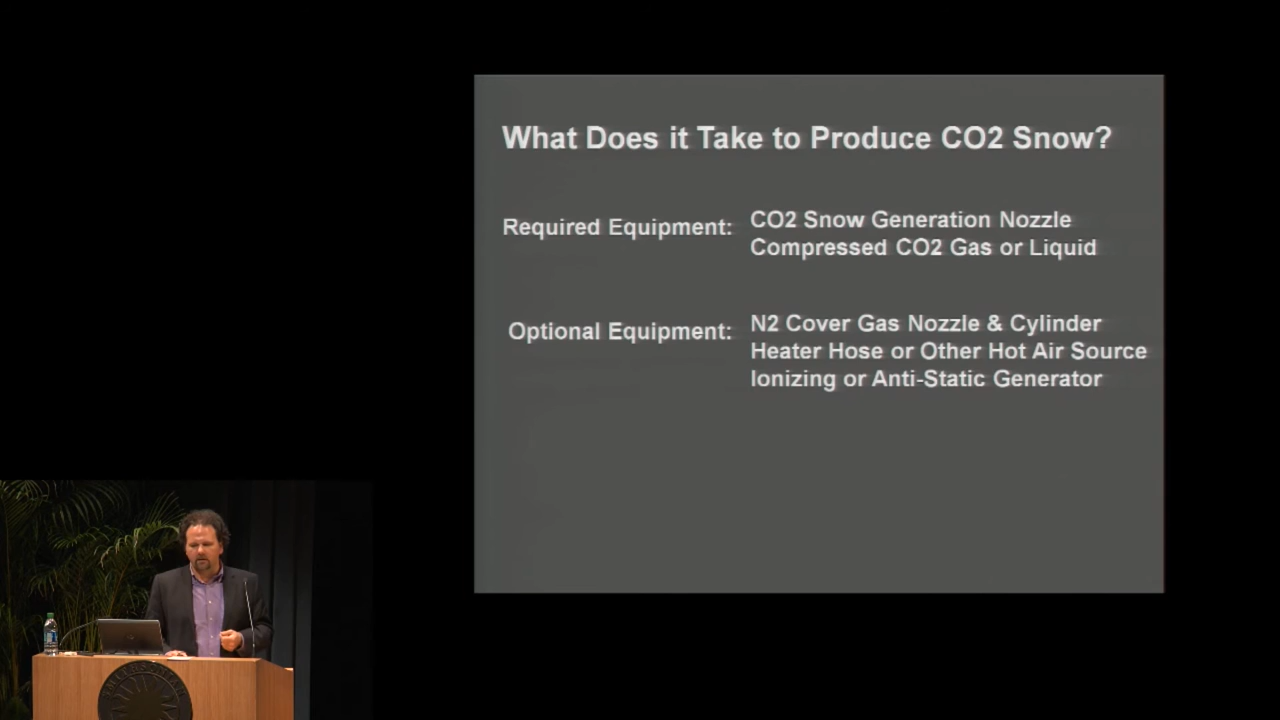 What Does it Take to Produce CO2 Snow?
Required Equipment:
CO2 Snow Generation Nozzle
Compressed CO2 Gas or Liquid
Optional Equipment:
N2 Cover Gas Nozzle & Cylinder
Heater Hose or Other Hot Air Source
Ionizing or Anti-Static Generator